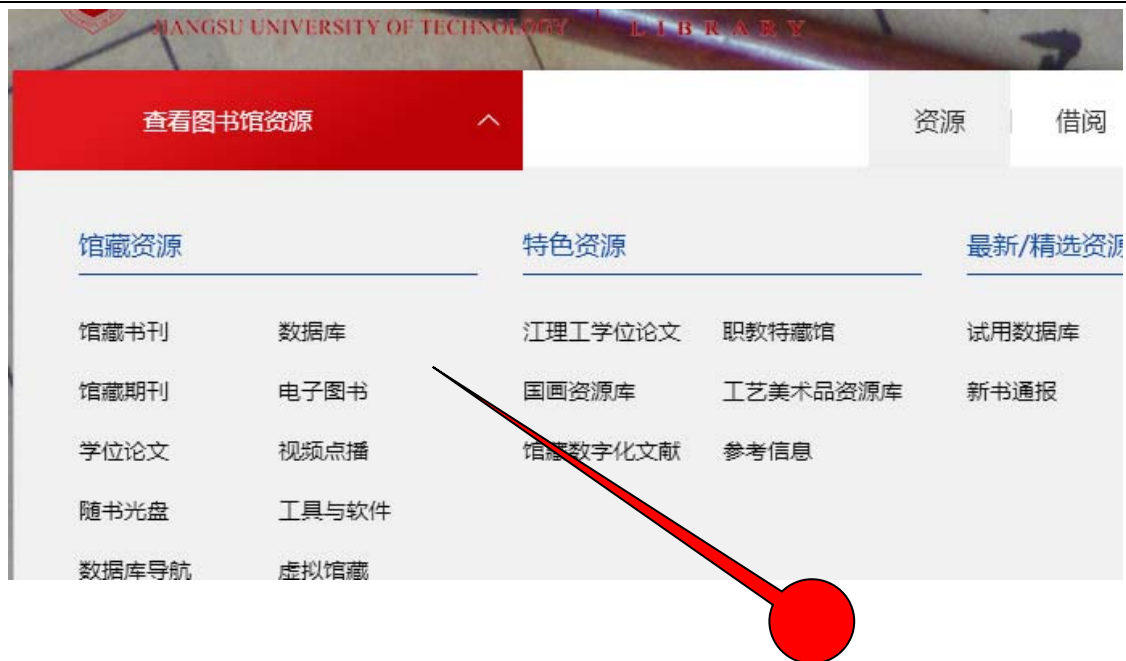 JIANGSU UNIVERSITY OF TECHNOLOGY LIBRARY
查看图书馆资源 资源 借阅
馆藏资源 特色资源 最新/精选资源
馆藏书刊 数据库 江理工学位论文 职教特藏馆 试用数据库
馆藏期刊 电子图书 国画资源库 工艺美术品资源库 新书通报
学位论文 视频点播 馆藏数字化文献 参考信息
随书光盘 工具与软件
数据库导航 虚拟馆藏